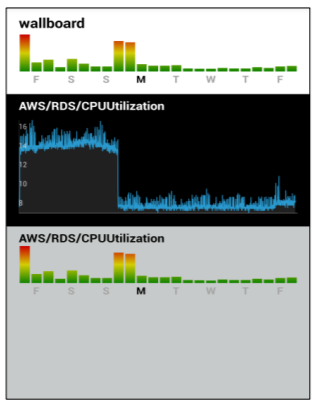 wallboard
F S S M T W T F
AWS/RDS/CPUUtilization
16
14
12
10
8
AWS/RDS/CPUUtilization
F S S M T W T F